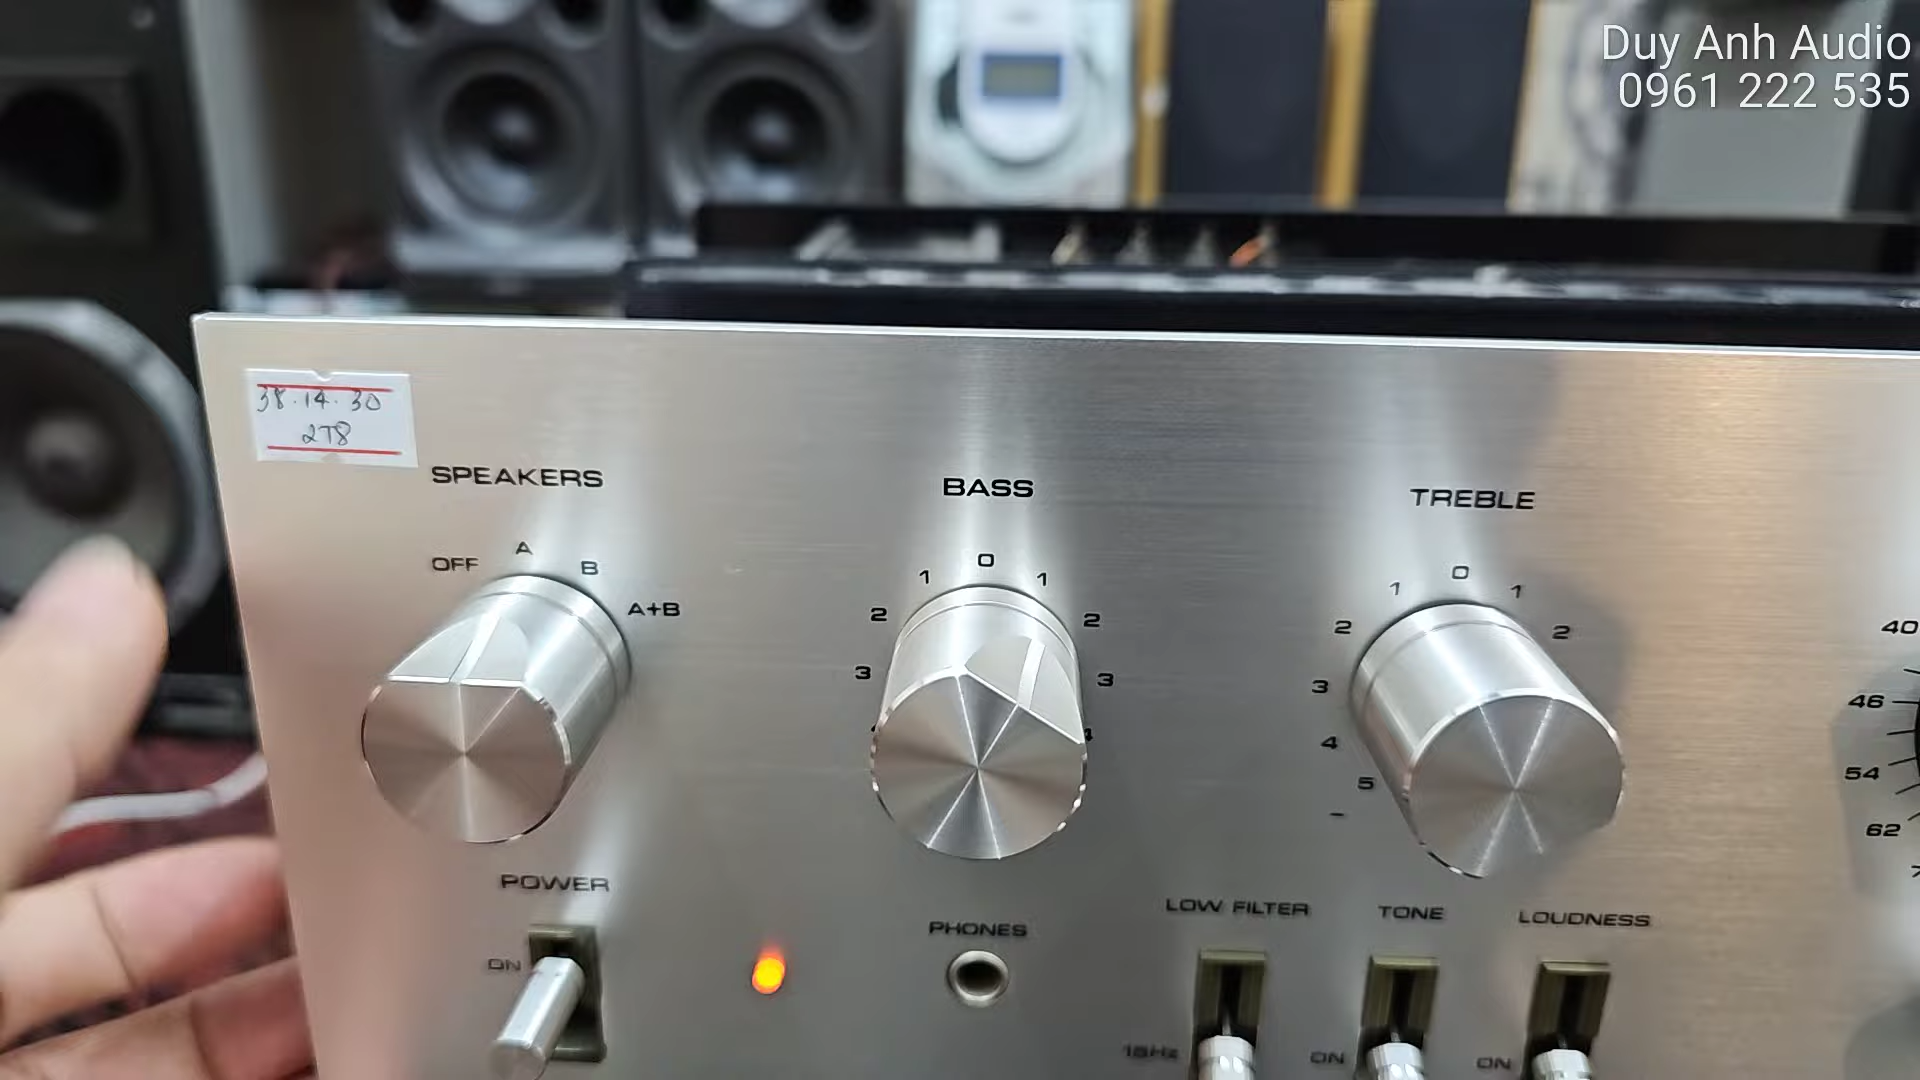 Duy Anh Audio
0961 222 535
38.14.30
2T8
SPEAKERS
OFF A B A+B
BASS
3 2 1 0 1 2 3 4
TREBLE
5 4 3 2 1 0 1 2
-
40
46
54
62
POWER
ON
PHONES
LOW FILTER
15Hz
TONE
ON
LOUDNESS
ON